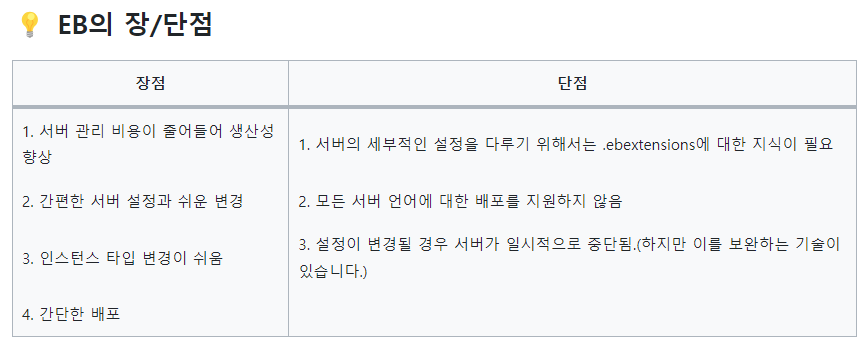 💡 EB의 장/단점
장점
단점
1. 서버 관리 비용이 줄어들어 생산성
향상
2. 간편한 서버 설정과 쉬운 변경
3. 인스턴스 타입 변경이 쉬움
4. 간단한 배포
1. 서버의 세부적인 설정을 다루기 위해서는 .ebextensions에 대한 지식이 필요
2. 모든 서버 언어에 대한 배포를 지원하지 않음
3. 설정이 변경될 경우 서버가 일시적으로 중단됨.(하지만 이를 보완하는 기술이
있습니다.)